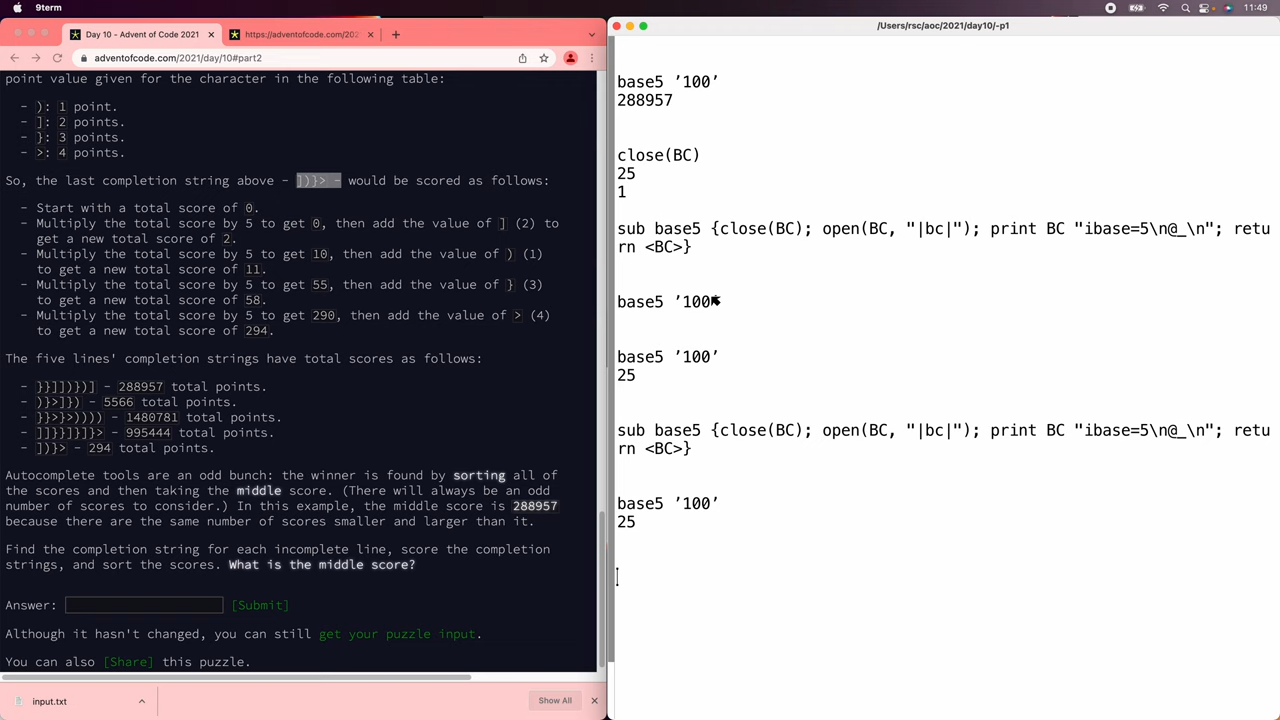 9term
11:49
Day 10 - Advent of Code 2021
https://adventofcode.com/202
/Users/rsc/aoc/2021/day10/-p1
adventofcode.com/2021/day/10#part2
point value given for the character in the following table:
- ): 1 point.
- ]: 2 points.
- }: 3 points.
- >: 4 points.
So, the last completion string above - ])}> - would be scored as follows:
- Start with a total score of 0.
- Multiply the total score by 5 to get 0, then add the value of ] (2) to
get a new total score of 2.
- Multiply the total score by 5 to get 10, then add the value of ) (1)
to get a new total score of 11.
- Multiply the total score by 5 to get 55, then add the value of } (3)
to get a new total score of 58.
- Multiply the total score by 5 to get 290, then add the value of > (4)
to get a new total score of 294.
The five lines' completion strings have total scores as follows:
- }}]])})] - 288957 total points.
- )}>]}) - 5566 total points.
- }}>}>)))) - 1480781 total points.
- ]]}}]}]}> - 995444 total points.
- ])}> - 294 total points.
Autocomplete tools are an odd bunch: the winner is found by sorting all of
the scores and then taking the middle score. (There will always be an odd
number of scores to consider.) In this example, the middle score is 288957
because there are the same number of scores smaller and larger than it.
Find the completion string for each incomplete line, score the completion
strings, and sort the scores. What is the middle score?
Answer:
[Submit]
Although it hasn't changed, you can still get your puzzle input.
You can also [Share] this puzzle.
input.txt
Show All
base5 ’100’
288957
close(BC)
25
1
sub base5 {close(BC); open(BC, "|bc|"); print BC "ibase=5\n@_\n"; retu
rn <BC>}
base5 ’100
base5 ’100’
25
sub base5 {close(BC); open(BC, "|bc|"); print BC "ibase=5\n@_\n"; retu
rn <BC>}
base5 ’100’
25